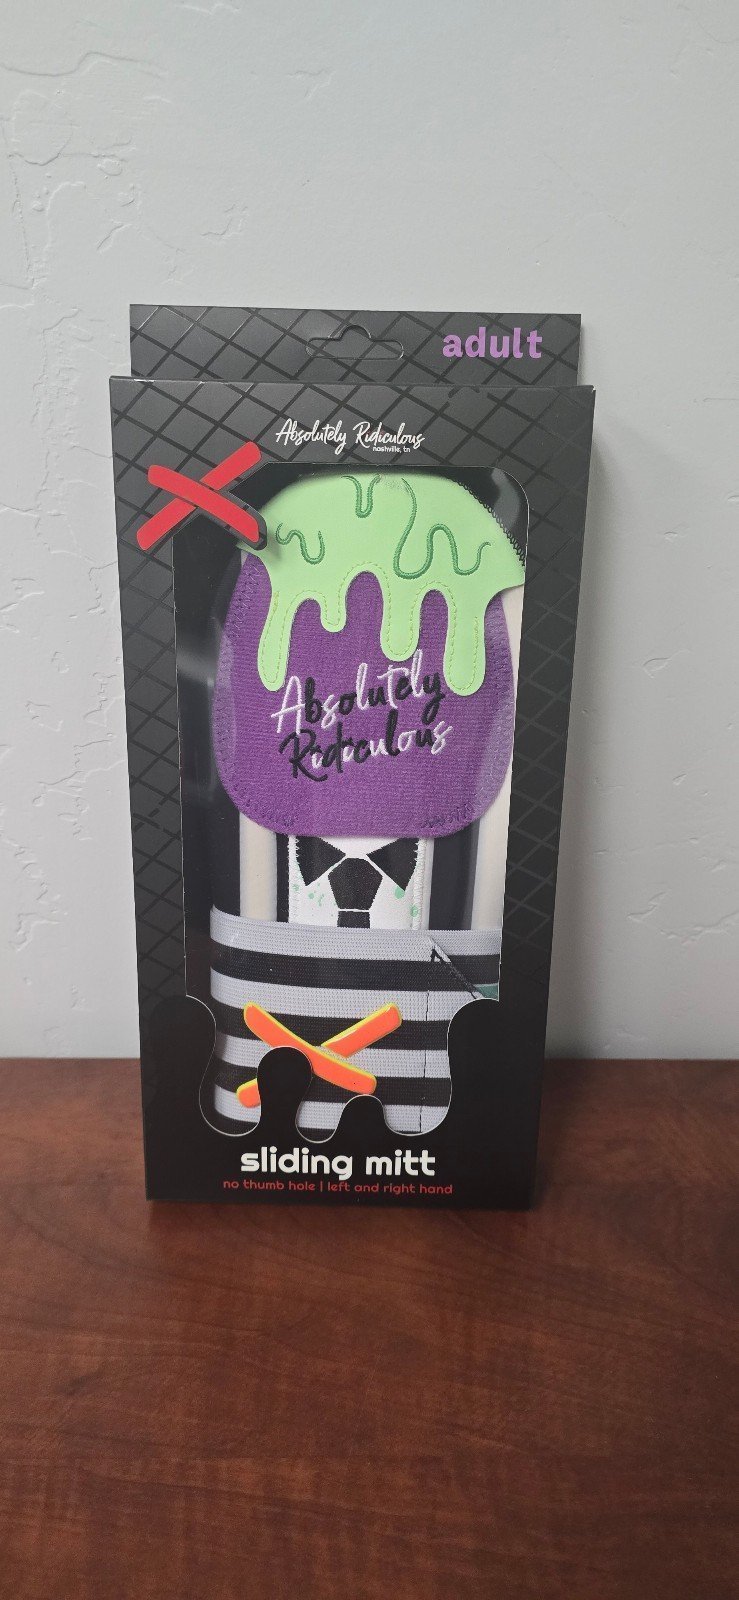 adult
Absolutely Ridiculous
nashville, tn
Absolutely
Ridiculous
sliding mitt
no thumb hole | left and right hand